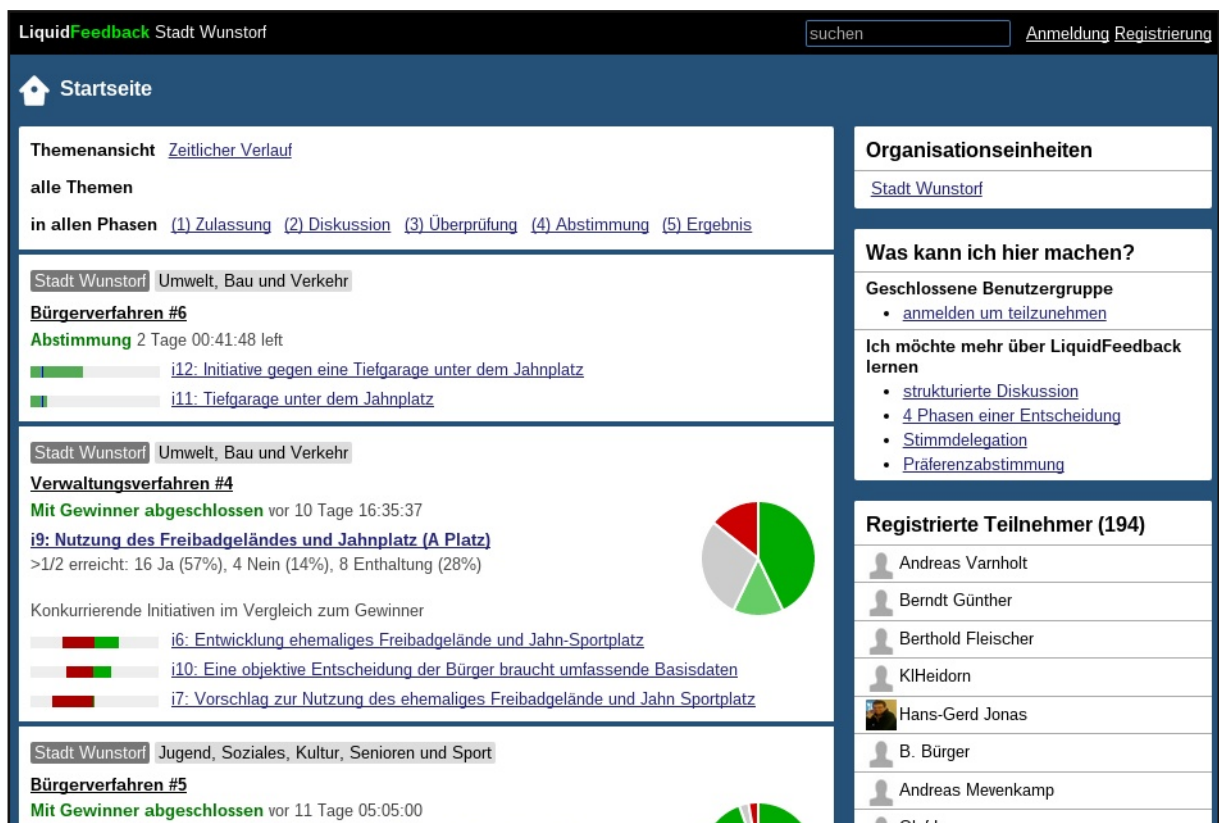 LiquidFeedback Stadt Wunstorf
suchen
Anmeldung Registrierung
Startseite
Themenansicht Zeitlicher Verlauf
alle Themen
in allen Phasen (1) Zulassung (2) Diskussion (3) Überprüfung (4) Abstimmung (5) Ergebnis
Stadt Wunstorf Umwelt, Bau und Verkehr
Bürgerverfahren #6
Abstimmung 2 Tage 00:41:48 left
i12: Initiative gegen eine Tiefgarage unter dem Jahnplatz
i11: Tiefgarage unter dem Jahnplatz
Stadt Wunstorf Umwelt, Bau und Verkehr
Verwaltungsverfahren #4
Mit Gewinner abgeschlossen vor 10 Tage 16:35:37
i9: Nutzung des Freibadgeländes und Jahnplatz (A Platz)
>1/2 erreicht: 16 Ja (57%), 4 Nein (14%), 8 Enthaltung (28%)
Konkurrierende Initiativen im Vergleich zum Gewinner
i6: Entwicklung ehemaliges Freibadgelände und Jahn-Sportplatz
i10: Eine objektive Entscheidung der Bürger braucht umfassende Basisdaten
i7: Vorschlag zur Nutzung des ehemaliges Freibadgelände und Jahn Sportplatz
Stadt Wunstorf Jugend, Soziales, Kultur, Senioren und Sport
Bürgerverfahren #5
Mit Gewinner abgeschlossen vor 11 Tage 05:05:00
Organisationseinheiten
Stadt Wunstorf
Was kann ich hier machen?
Geschlossene Benutzergruppe
• anmelden um teilzunehmen
Ich möchte mehr über LiquidFeedback
lernen
• strukturierte Diskussion
• 4 Phasen einer Entscheidung
• Stimmdelegation
• Präferenzabstimmung
Registrierte Teilnehmer (194)
Andreas Varnholt
Berndt Günther
Berthold Fleischer
KlHeidorn
Hans-Gerd Jonas
B. Bürger
Andreas Mevenkamp